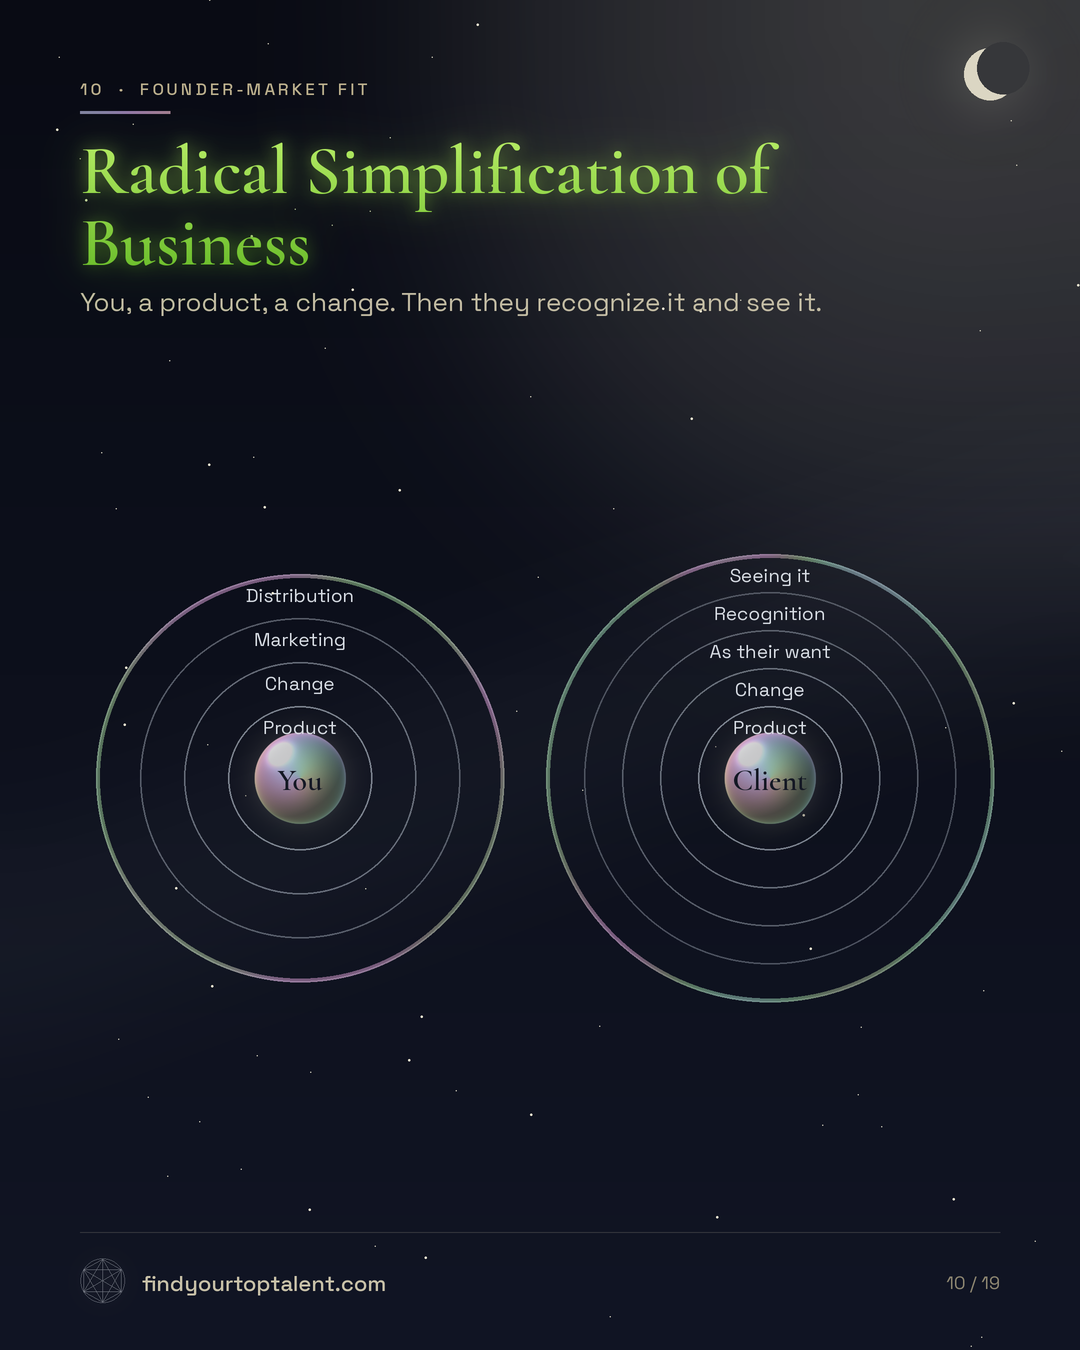 10 · FOUNDER-MARKET FIT
Radical Simplification of
Business
You, a product, a change. Then they recognize it and see it.
Distribution
Marketing
Change
Product
You
Seeing it
Recognition
As their want
Change
Product
Client
findyourtoptalent.com
10 / 19